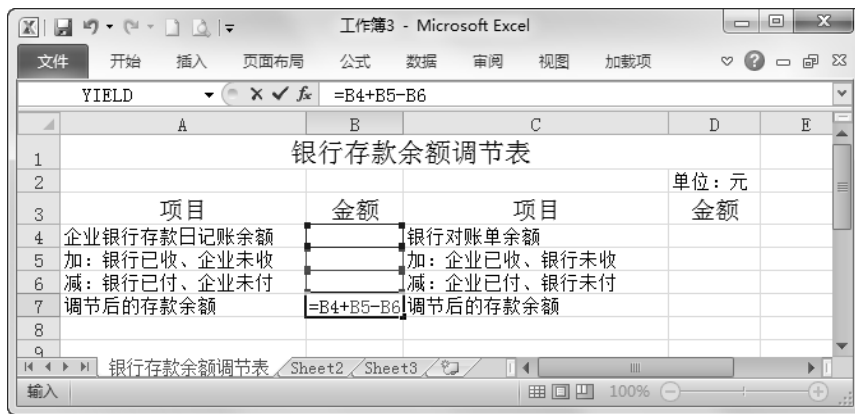 工作簿3 - Microsoft Excel
文件 开始 插入 页面布局 公式 数据 审阅 视图 加载项
YIELD fx =B4+B5-B6
A B C D E
1 银行存款余额调节表
2 单位：元
3 项目 金额 项目 金额
4 企业银行存款日记账余额 银行对账单余额
5 加：银行已收、企业未收 加：企业已收、银行未收
6 减：银行已付、企业未付 减：企业已付、银行未付
7 调节后的存款余额 =B4+B5-B6 调节后的存款余额
8
9
银行存款余额调节表 Sheet2 Sheet3
输入 100%